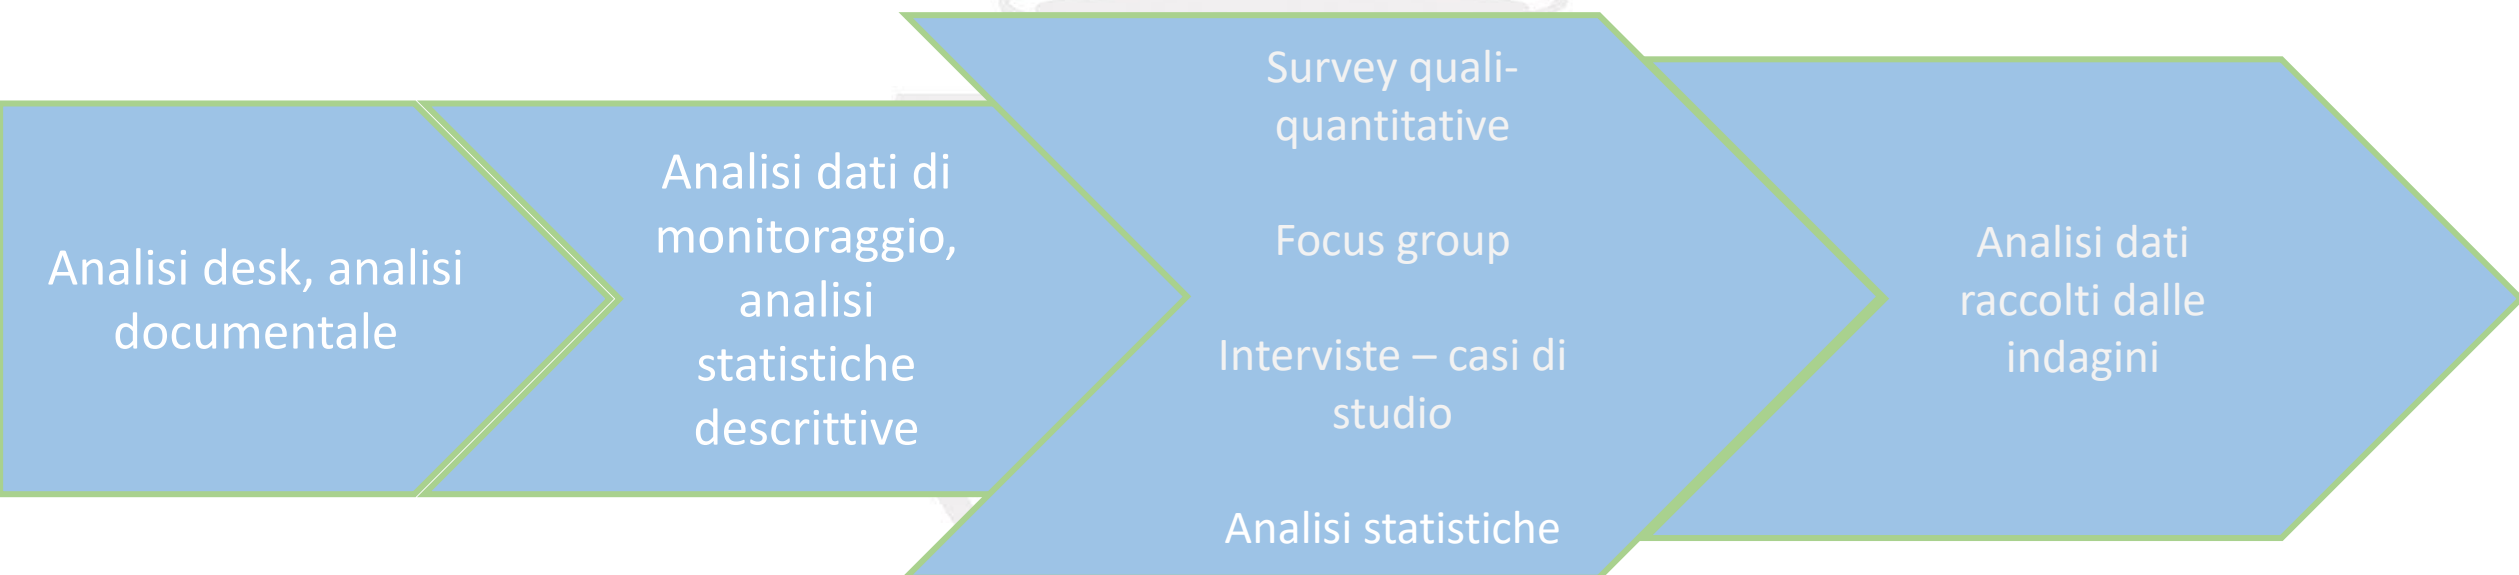 Analisi desk, analisi
documentale
Analisi dati di
monitoraggio,
analisi
statistiche
descrittive
Survey quali-
quantitative
Focus group
Interviste – casi di
studio
Analisi statistiche
Analisi dati
raccolti dalle
indagini